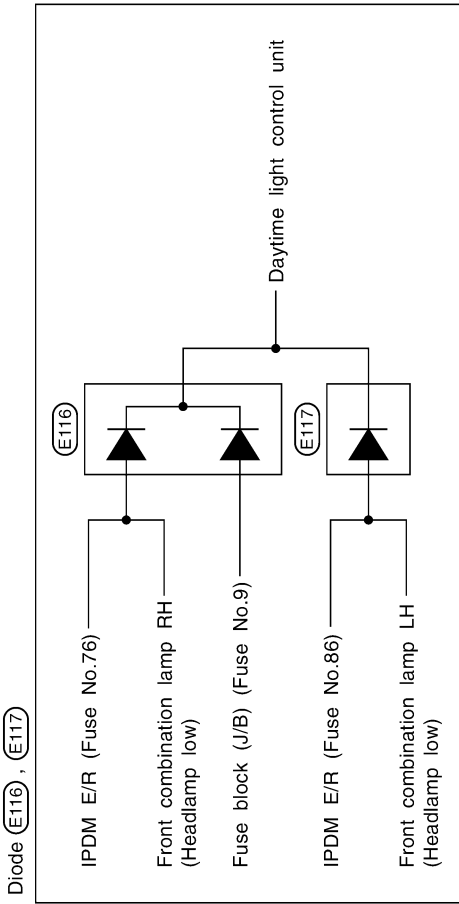 Diode E116 , E117
IPDM E/R (Fuse No.76)
Front combination lamp RH
(Headlamp low)
Fuse block (J/B) (Fuse No.9)
E116
IPDM E/R (Fuse No.86)
Front combination lamp LH
(Headlamp low)
E117
Daytime light control unit